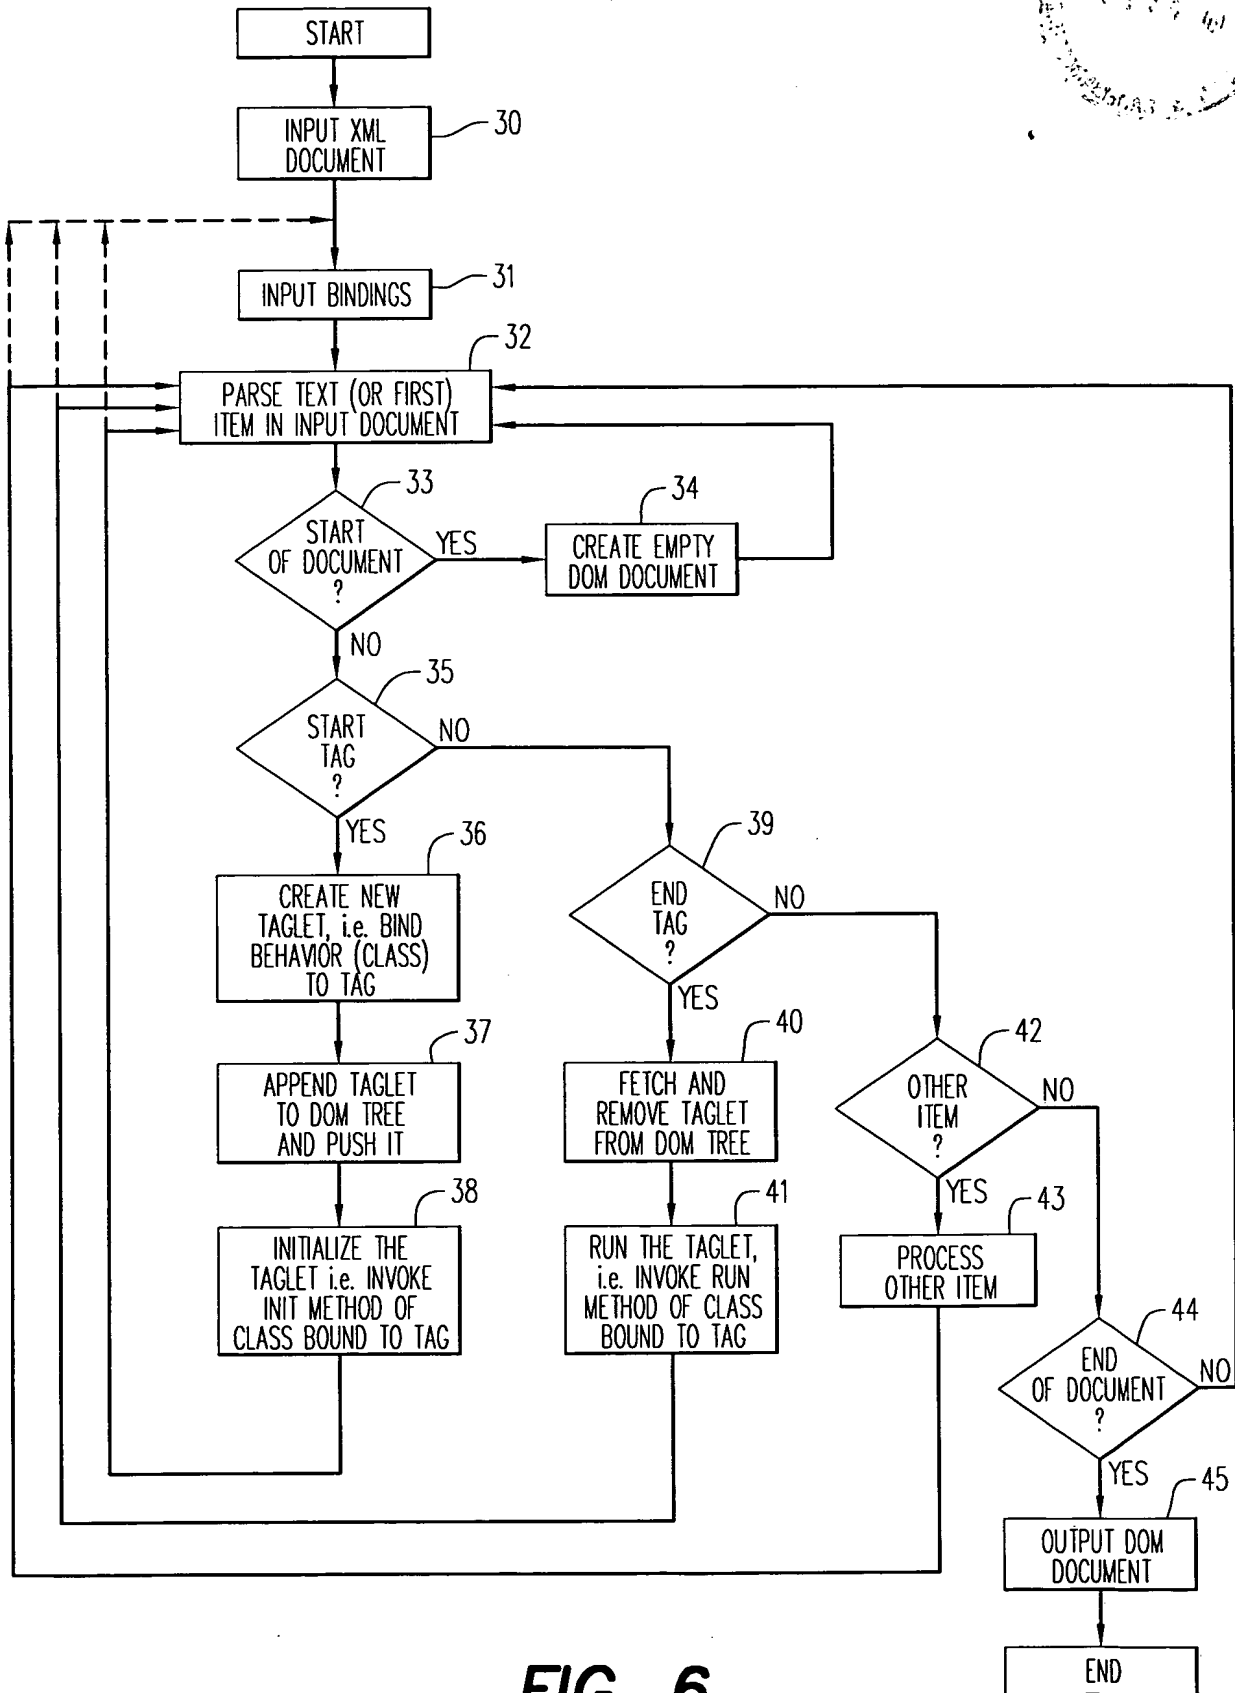 START
INPUT XML
DOCUMENT
30
INPUT BINDINGS
31
PARSE TEXT (OR FIRST)
ITEM IN INPUT DOCUMENT
32
START
OF DOCUMENT
?
33
YES
NO
CREATE EMPTY
DOM DOCUMENT
34
START
TAG
?
35
NO
YES
CREATE NEW
TAGLET, i.e. BIND
BEHAVIOR (CLASS)
TO TAG
36
END
TAG
?
39
NO
YES
APPEND TAGLET
TO DOM TREE
AND PUSH IT
37
FETCH AND
REMOVE TAGLET
FROM DOM TREE
40
OTHER
ITEM
?
42
NO
YES
INITIALIZE THE
TAGLET i.e. INVOKE
INIT METHOD OF
CLASS BOUND TO TAG
38
RUN THE TAGLET,
i.e. INVOKE RUN
METHOD OF CLASS
BOUND TO TAG
41
PROCESS
OTHER ITEM
43
END
OF DOCUMENT
?
44
NO
YES
OUTPUT DOM
DOCUMENT
45
END
FIG. 6